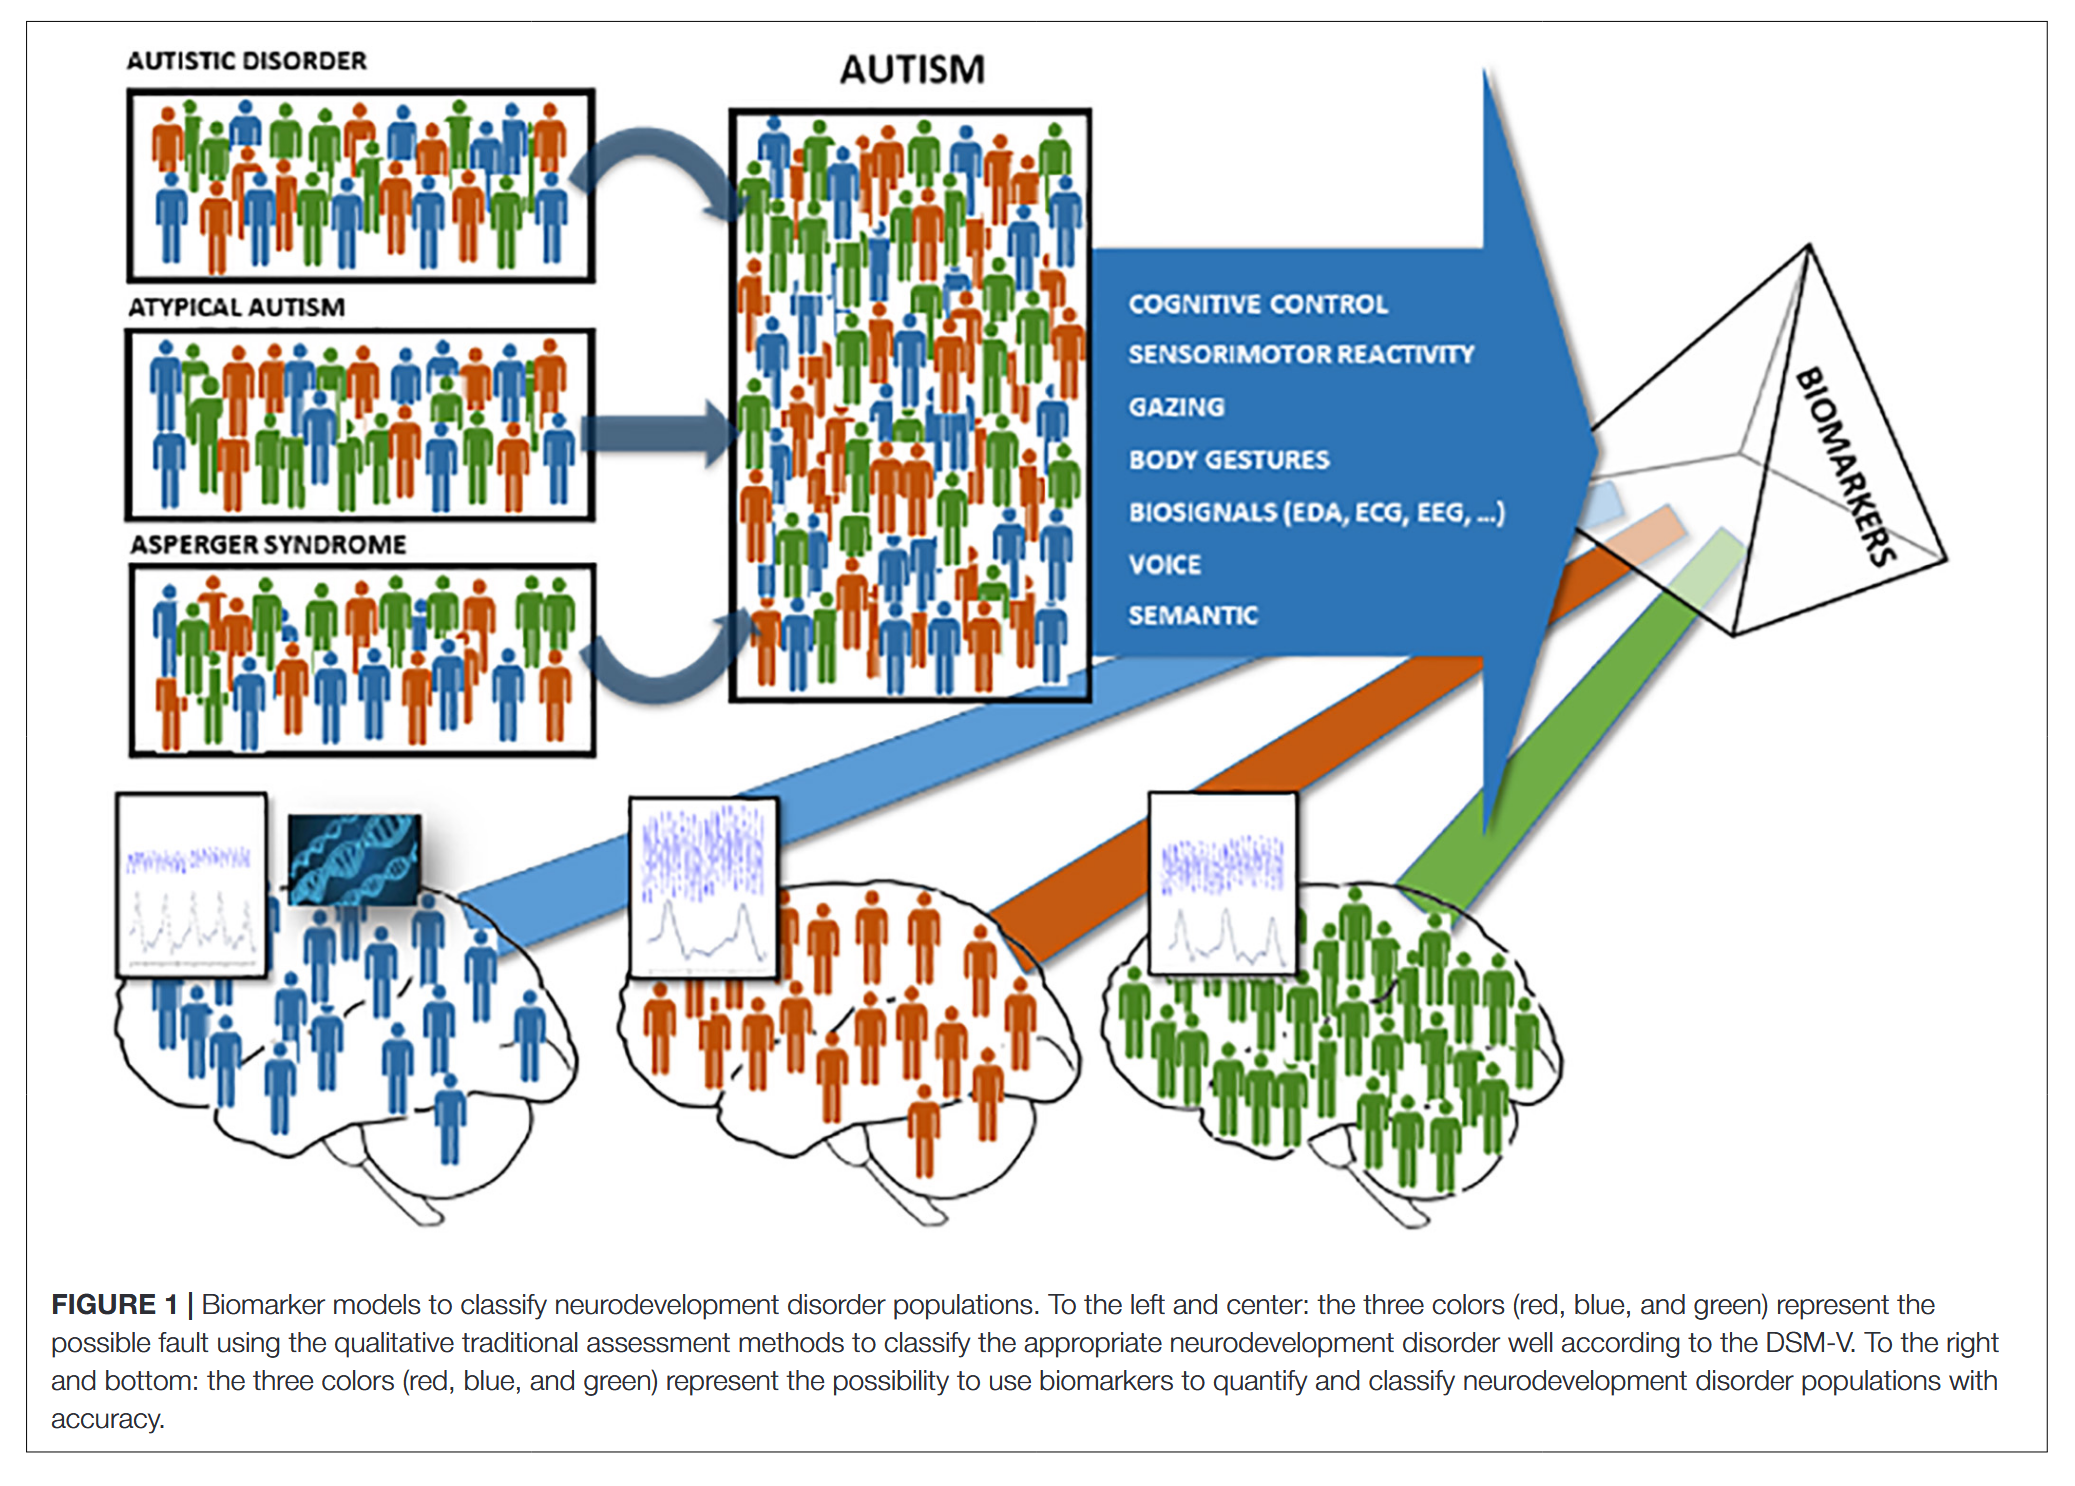 AUTISTIC DISORDER
AUTISM
ATYPICAL AUTISM
ASPERGER SYNDROME
COGNITIVE CONTROL
SENSORIMOTOR REACTIVITY
GAZING
BODY GESTURES
BIOSIGNALS (EDA, ECG, EEG, ...)
VOICE
SEMANTIC
BIOMARKERS
FIGURE 1 | Biomarker models to classify neurodevelopment disorder populations. To the left and center: the three colors (red, blue, and green) represent the
possible fault using the qualitative traditional assessment methods to classify the appropriate neurodevelopment disorder well according to the DSM-V. To the right
and bottom: the three colors (red, blue, and green) represent the possibility to use biomarkers to quantify and classify neurodevelopment disorder populations with
accuracy.